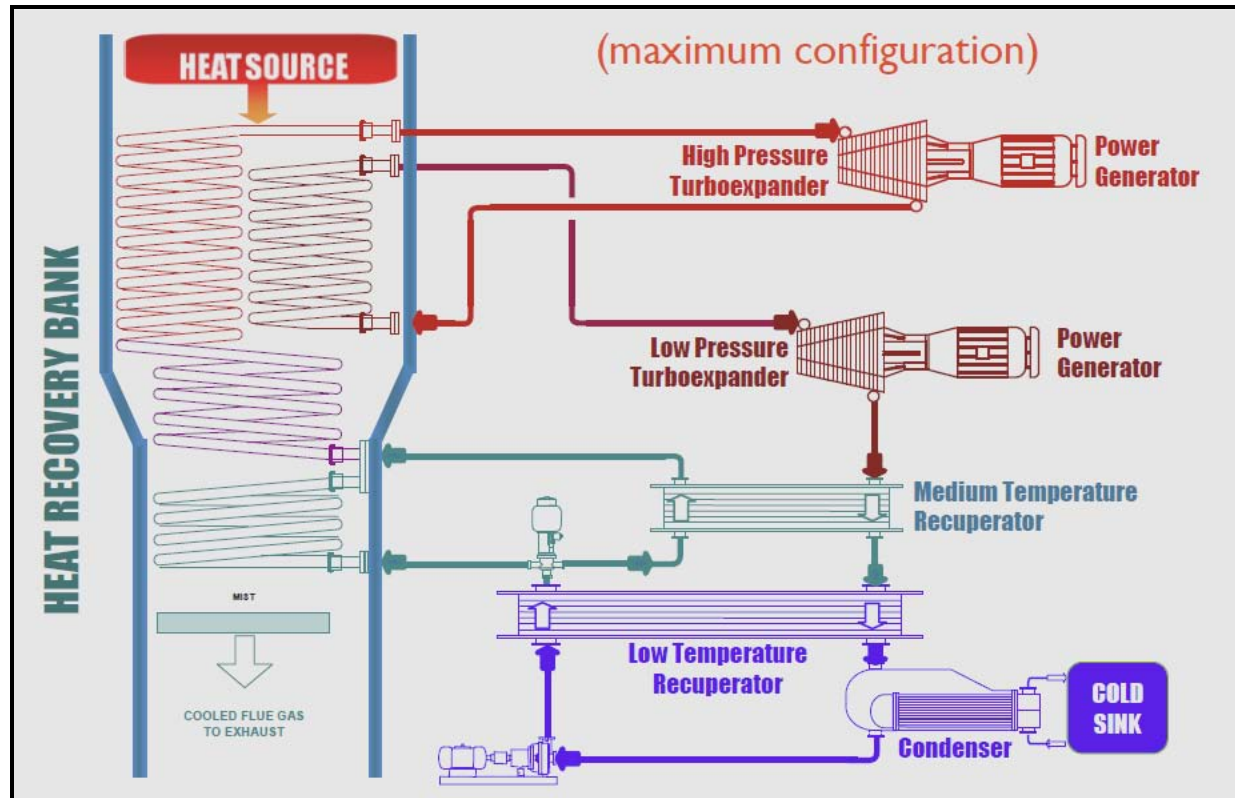 HEAT SOURCE
(maximum configuration)
High Pressure
Turboexpander
Power
Generator
HEAT RECOVERY BANK
Low Pressure
Turboexpander
Power
Generator
Medium Temperature
Recuperator
MIST
Low Temperature
Recuperator
COOLED FLUE GAS
TO EXHAUST
Condenser
COLD
SINK